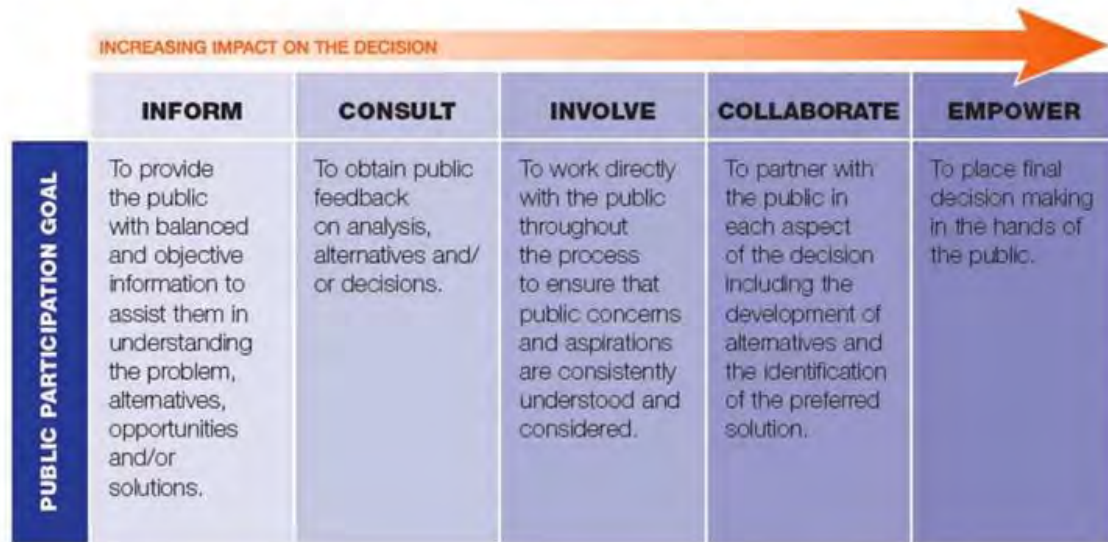 INCREASING IMPACT ON THE DECISION
INFORM
CONSULT
INVOLVE
COLLABORATE
EMPOWER
PUBLIC PARTICIPATION GOAL
To provide
the public
with balanced
and objective
information to
assist them in
understanding
the problem,
alternatives,
opportunities
and/or
solutions.
To obtain public
feedback
on analysis,
alternatives and/
or decisions.
To work directly
with the public
throughout
the process
to ensure that
public concerns
and aspirations
are consistently
understood and
considered.
To partner with
the public in
each aspect
of the decision
including the
development of
alternatives and
the identification
of the preferred
solution.
To place final
decision making
in the hands of
the public.